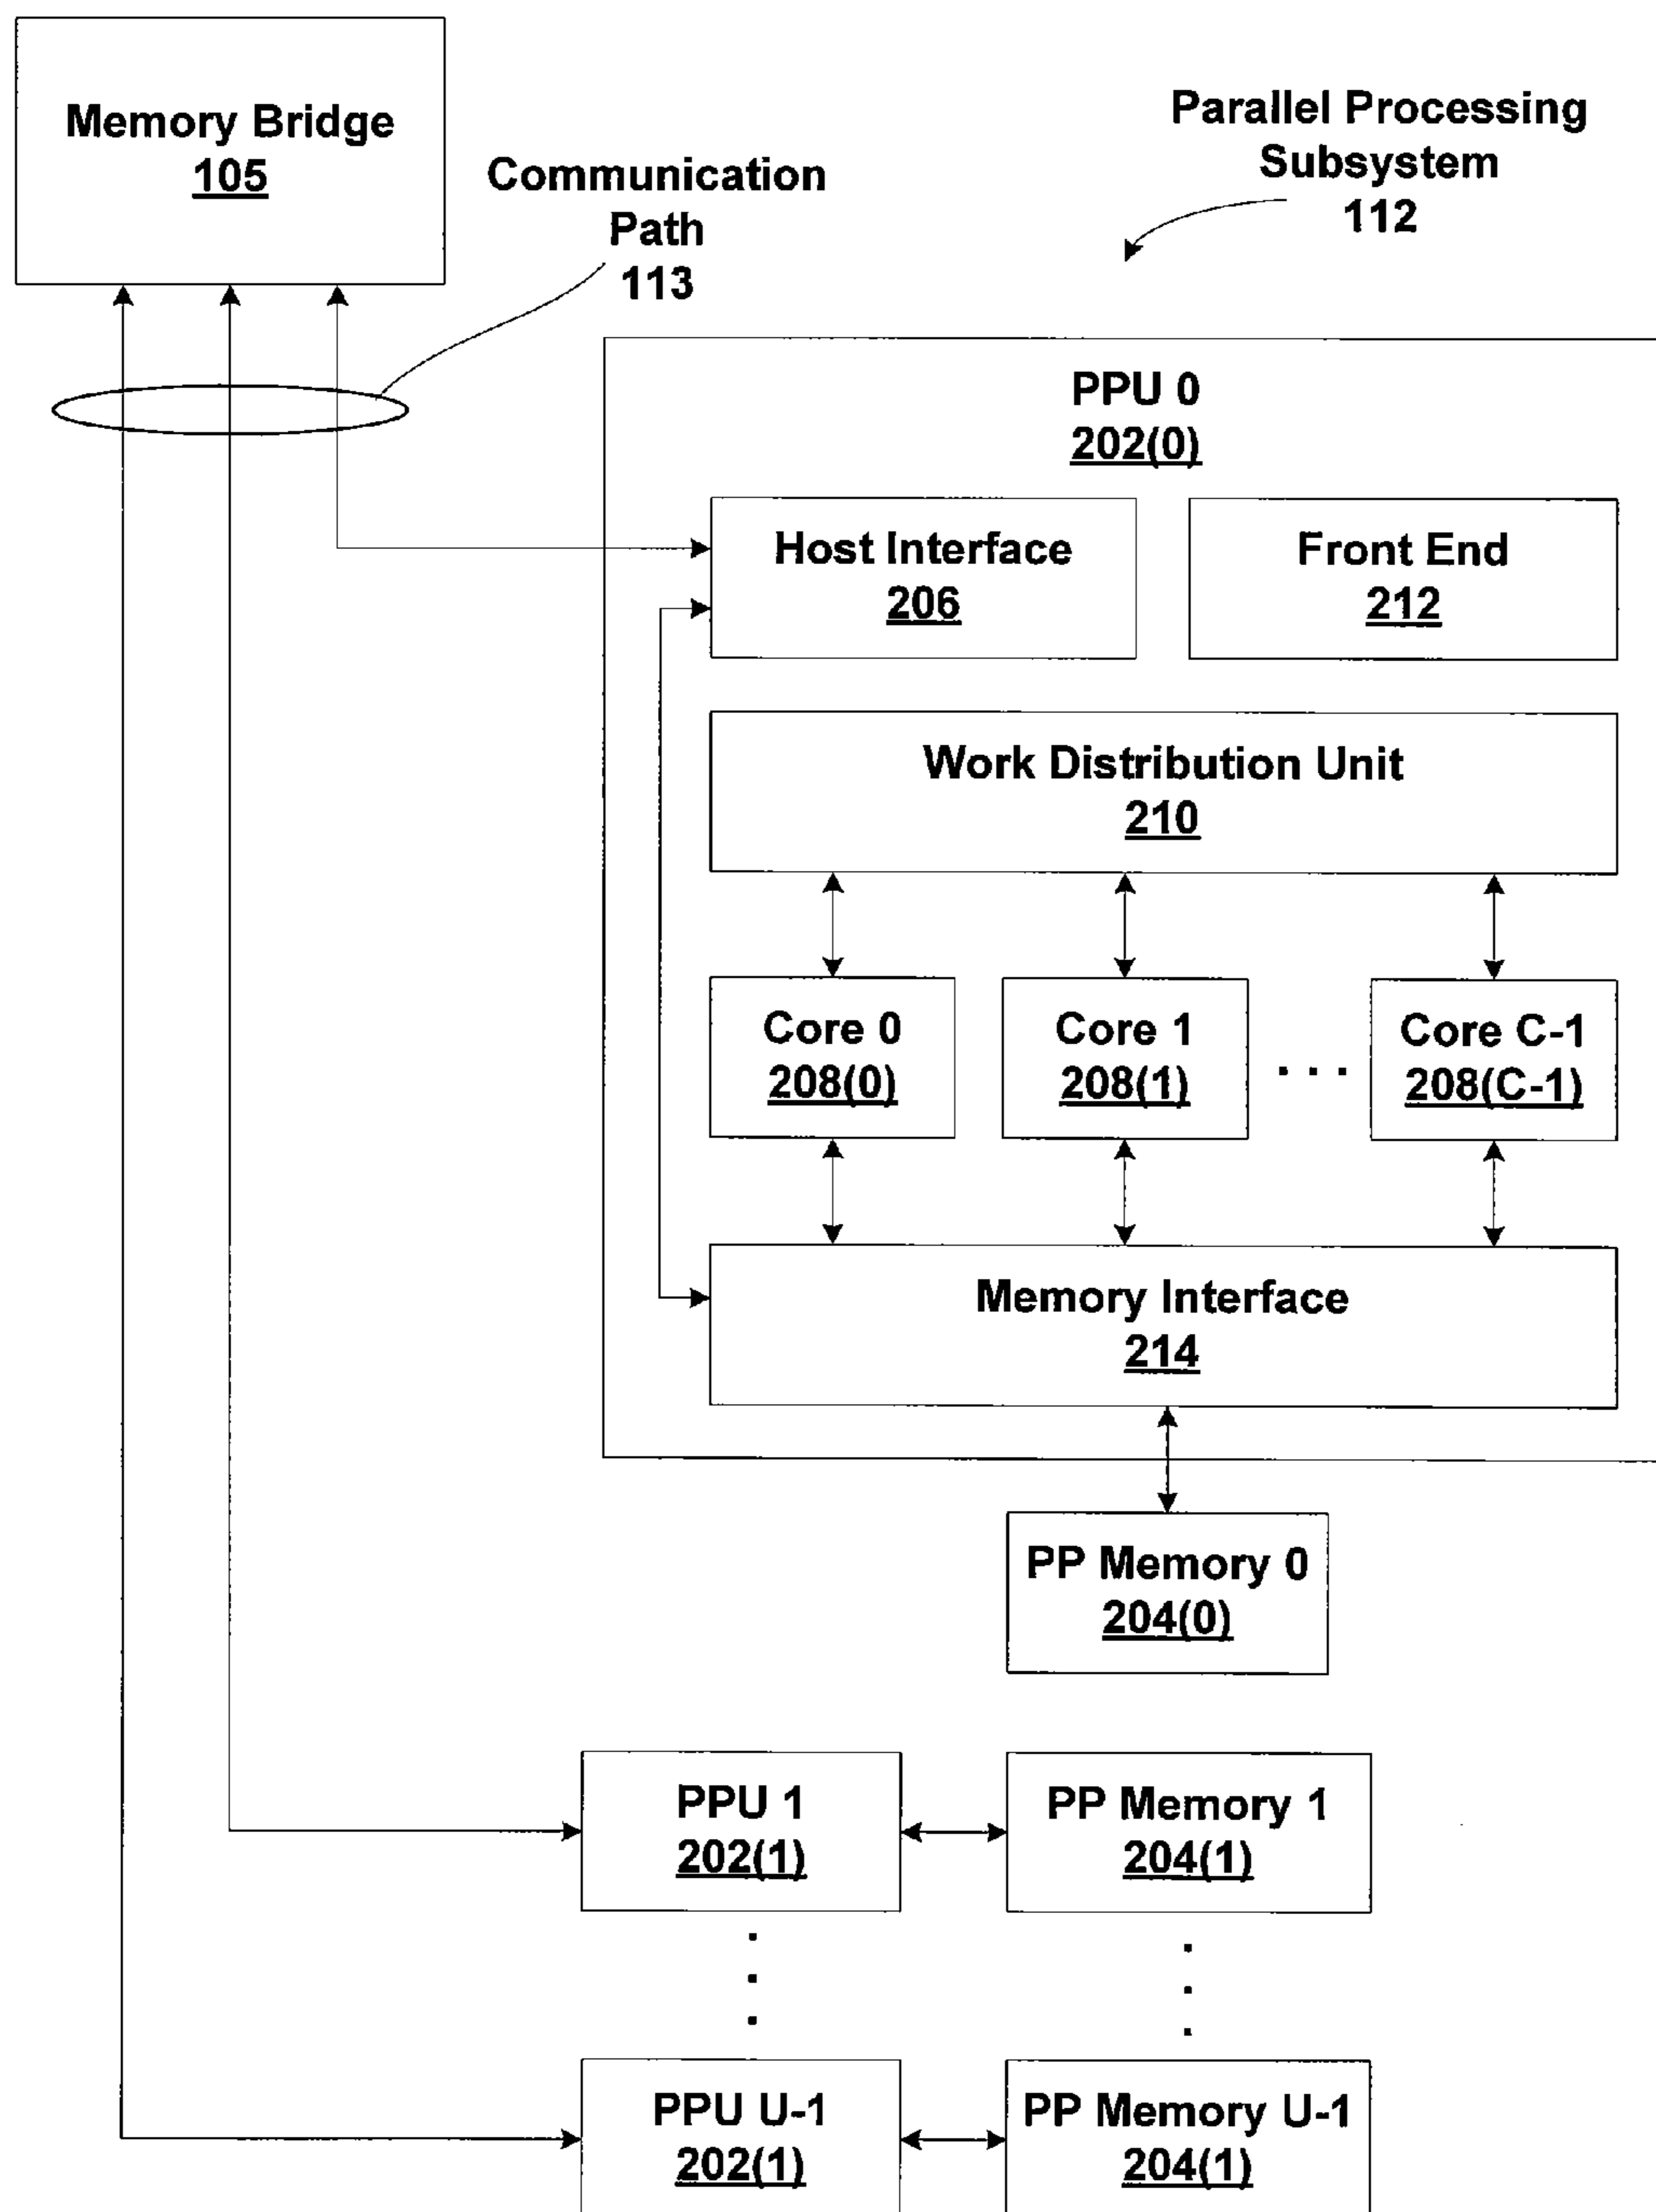 Memory Bridge
105
Communication
Path
113
Parallel Processing
Subsystem
112
PPU 0
202(0)
Host Interface
206
Front End
212
Work Distribution Unit
210
Core 0
208(0)
Core 1
208(1)
. . .
Core C-1
208(C-1)
Memory Interface
214
PP Memory 0
204(0)
PPU 1
202(1)
PP Memory 1
204(1)
PPU U-1
202(1)
PP Memory U-1
204(1)